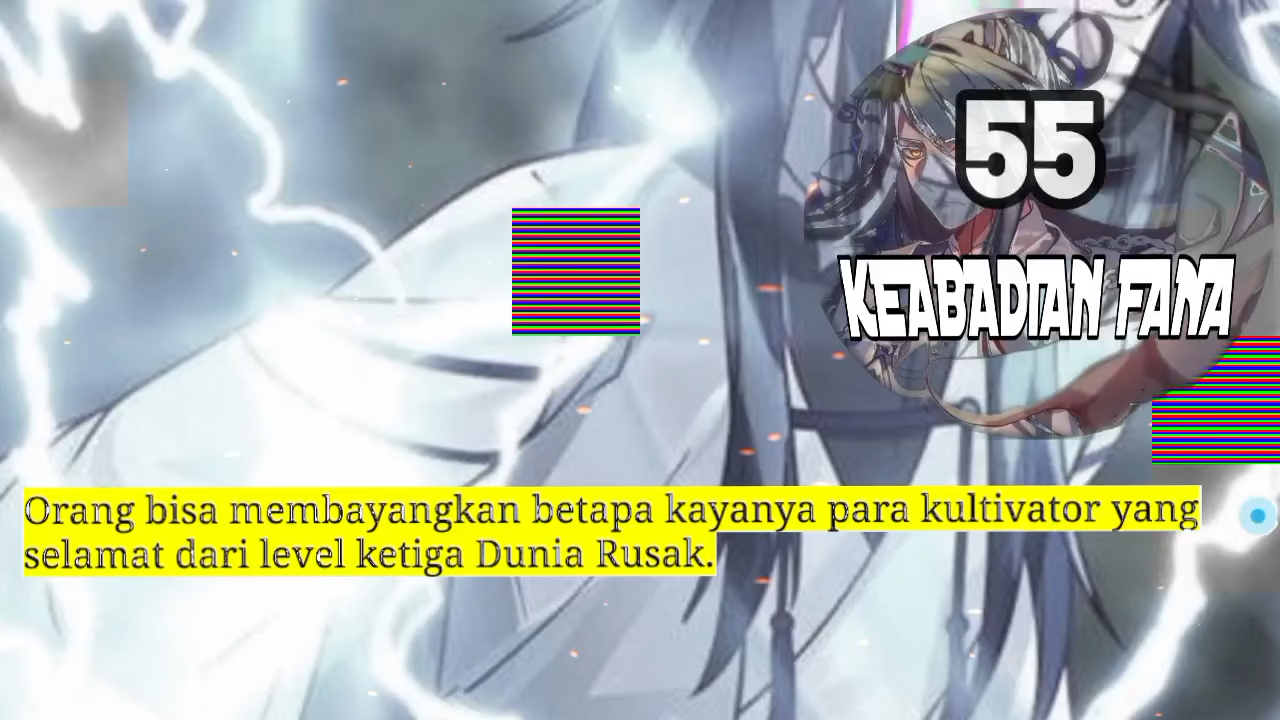 55
KEABADIAN FANA
Orang bisa membayangkan betapa kayanya para kultivator yang
selamat dari level ketiga Dunia Rusak.